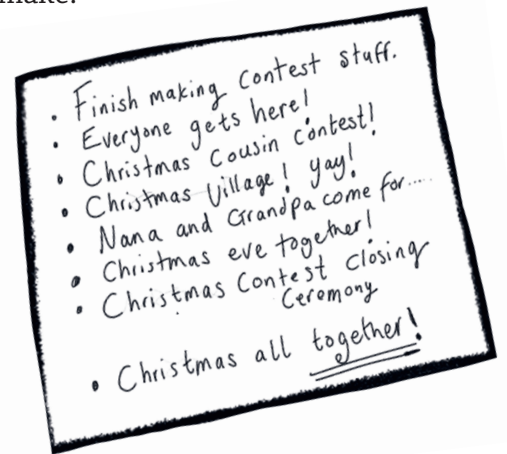 make.
• Finish making contest stuff.
• Everyone gets here!
• Christmas Cousin contest!
• Christmas Village! yay!
• Nana and Grandpa come for.....
• Christmas eve together!
• Christmas Contest Closing
Ceremony
• Christmas all together!